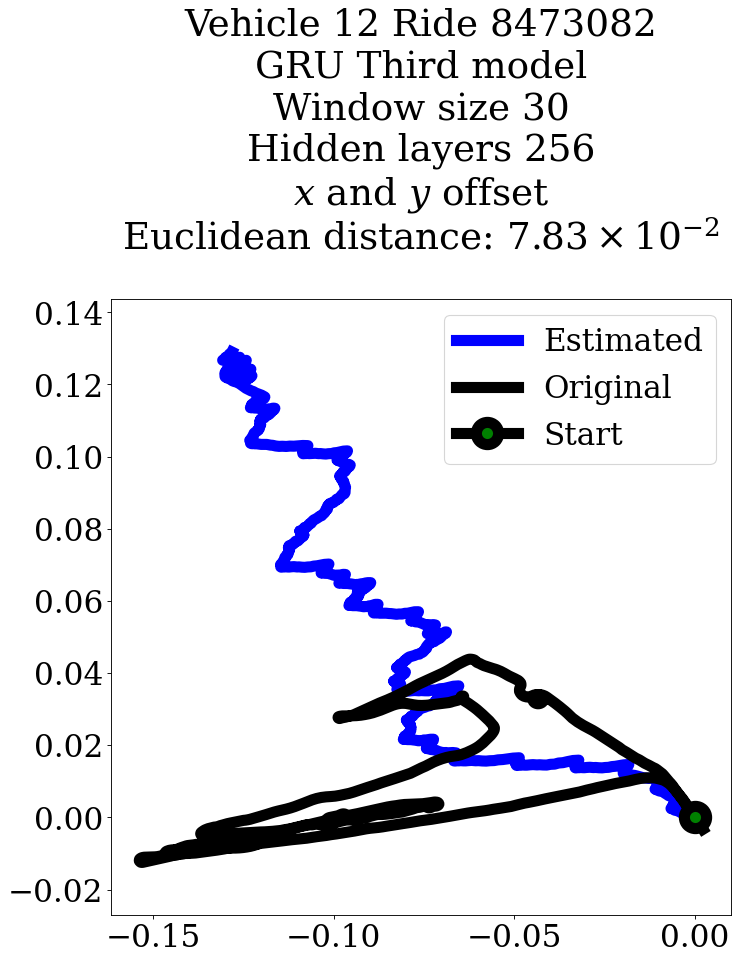 Vehicle 12 Ride 8473082
GRU Third model
Window size 30
Hidden layers 256
x and y offset
Euclidean distance: 7.83 × 10⁻²
0.14
0.12
0.10
0.08
0.06
0.04
0.02
0.00
−0.02
Estimated
Original
Start
−0.15 −0.10 −0.05 0.00